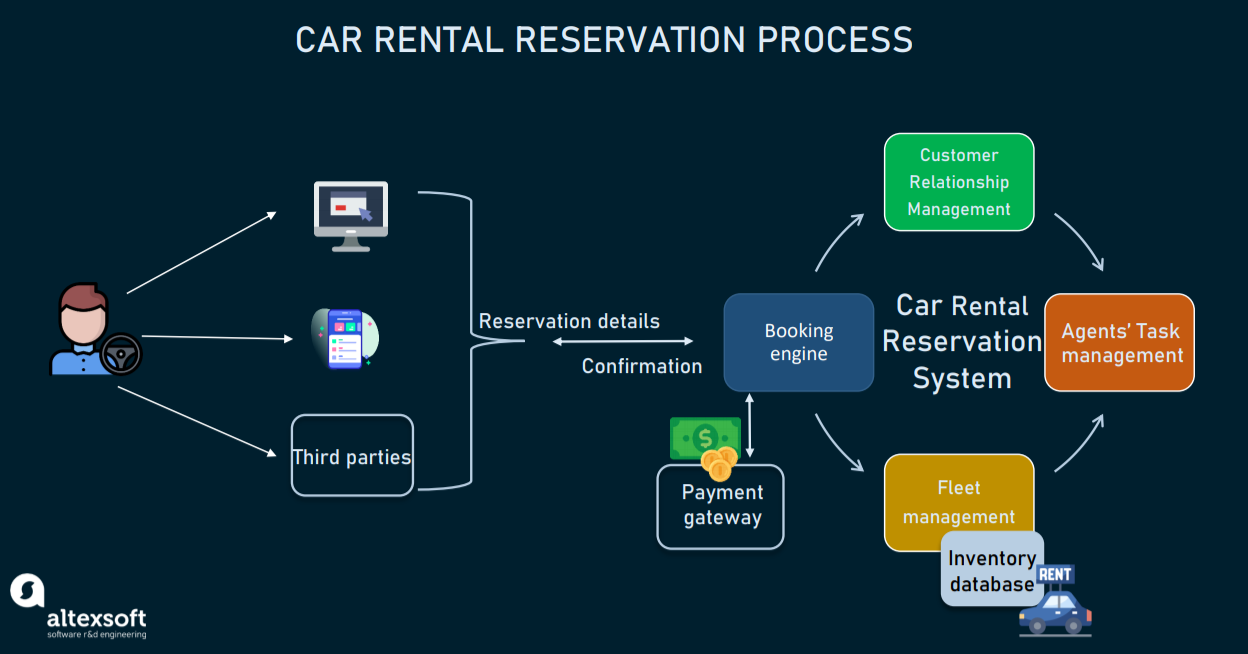 CAR RENTAL RESERVATION PROCESS
Customer
Relationship
Management
Reservation details
Confirmation
Booking
engine
Car Rental
Reservation
System
Agents’ Task
management
Third parties
Payment
gateway
Fleet
management
Inventory
database
RENT
altexsoft
software r&d engineering